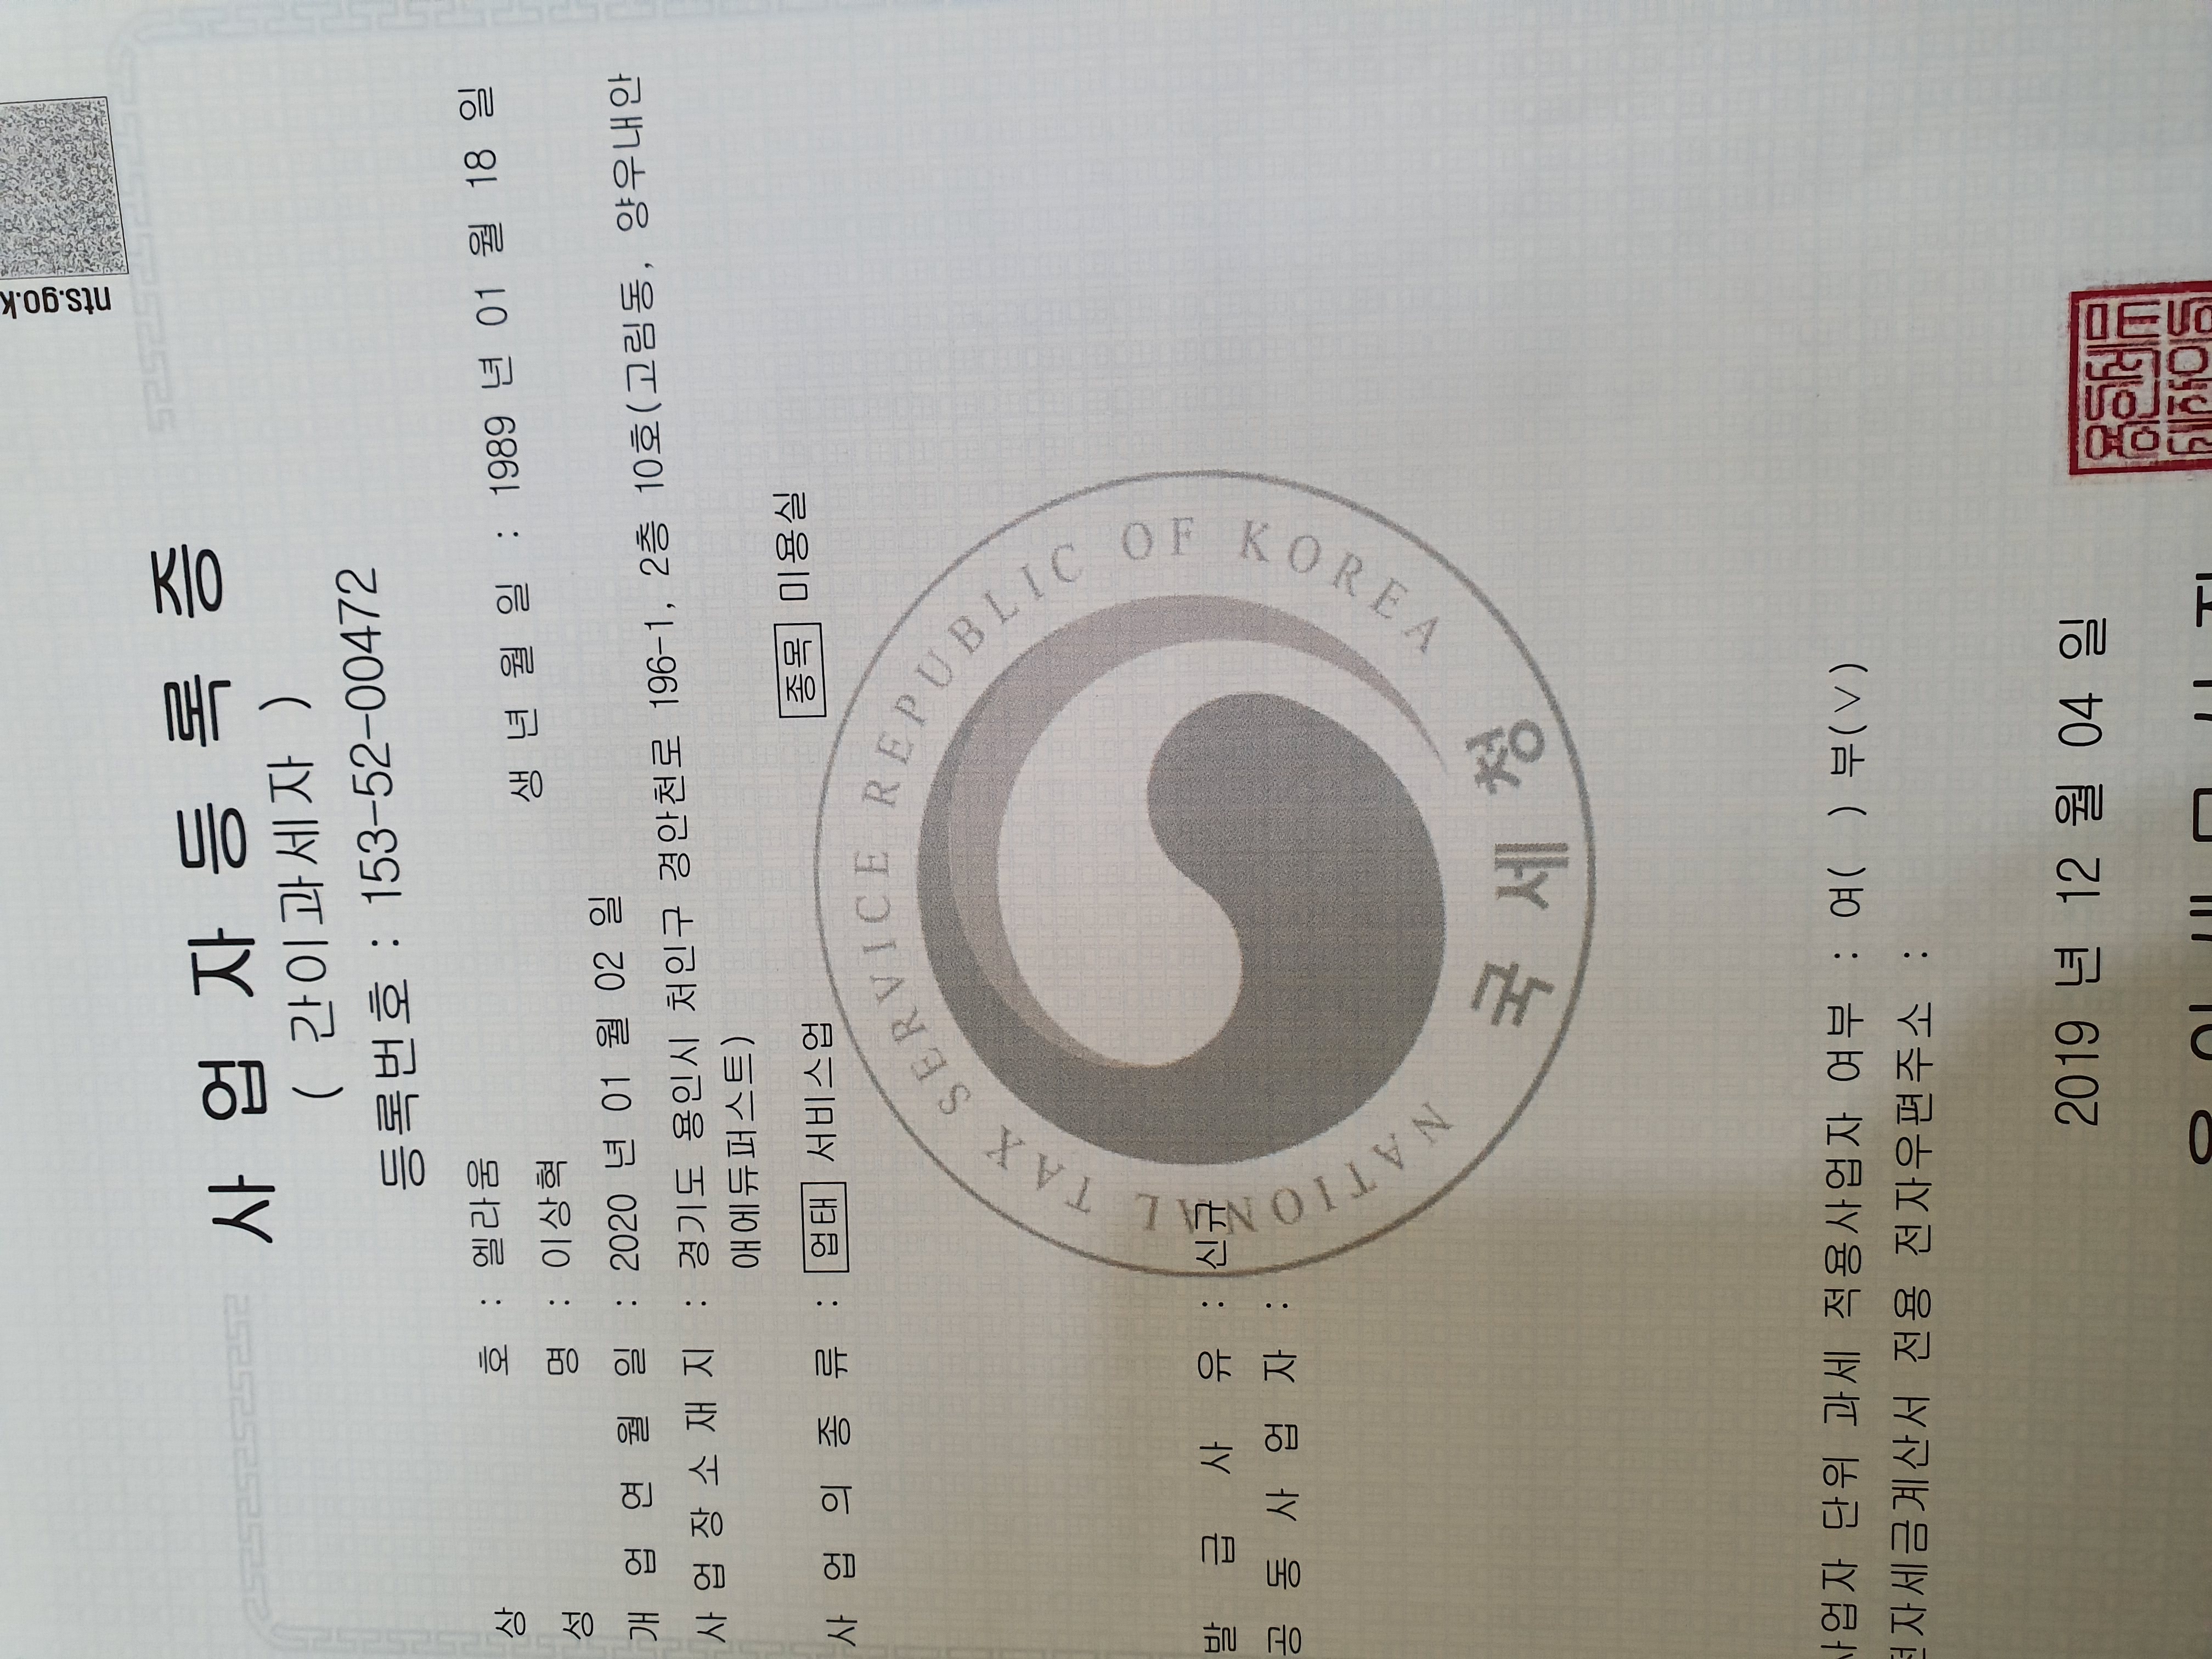 nts.go.k
사 업 자 등 록 증
( 간이과세자 )
등록번호 : 153-52-00472
상 호 : 엘라움
성 명 : 이상혁 생 년 월 일 : 1989 년 01 월 18 일
개 업 연 월 일 : 2020 년 01 월 02 일
사 업 장 소 재 지 : 경기도 용인시 처인구 경안천로 196-1, 2층 10호(고림동, 양우내안
애에듀퍼스트)
사 업 의 종 류 : 업태 서비스업 종목 미용실
NATIONAL TAX SERVICE REPUBLIC OF KOREA
국 세 청
발 급 사 유 : 신규
공 동 사 업 자 :
사업자 단위 과세 적용사업자 여부 : 여( ) 부(∨)
전자세금계산서 전용 전자우편주소 :
2019 년 12 월 04 일